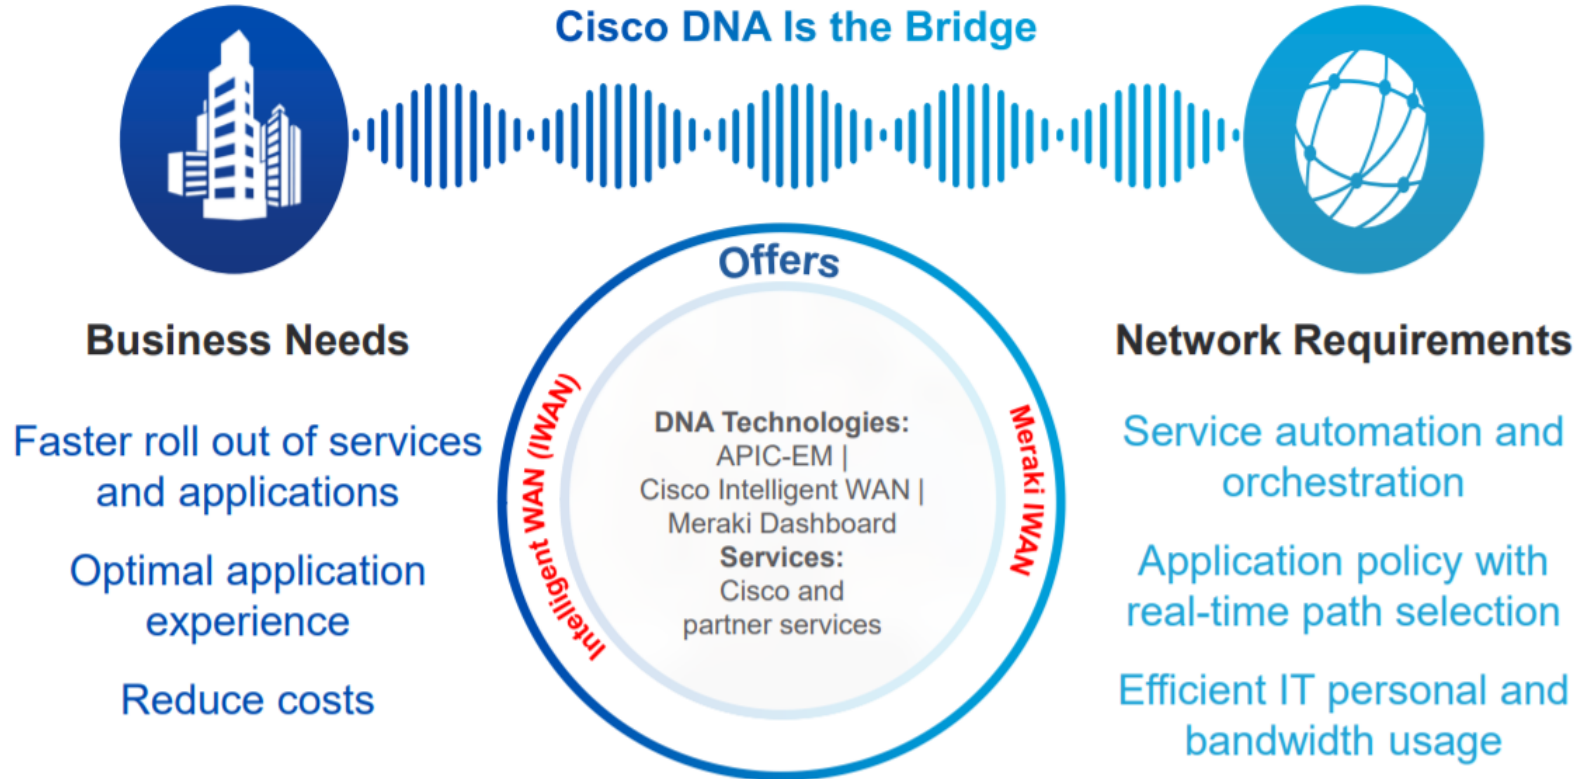 Cisco DNA Is the Bridge
Business Needs
Faster roll out of services
and applications
Optimal application
experience
Reduce costs
Offers
Intelligent WAN (IWAN)
DNA Technologies:
APIC-EM |
Cisco Intelligent WAN |
Meraki Dashboard
Services:
Cisco and
partner services
Meraki IWAN
Network Requirements
Service automation and
orchestration
Application policy with
real-time path selection
Efficient IT personal and
bandwidth usage